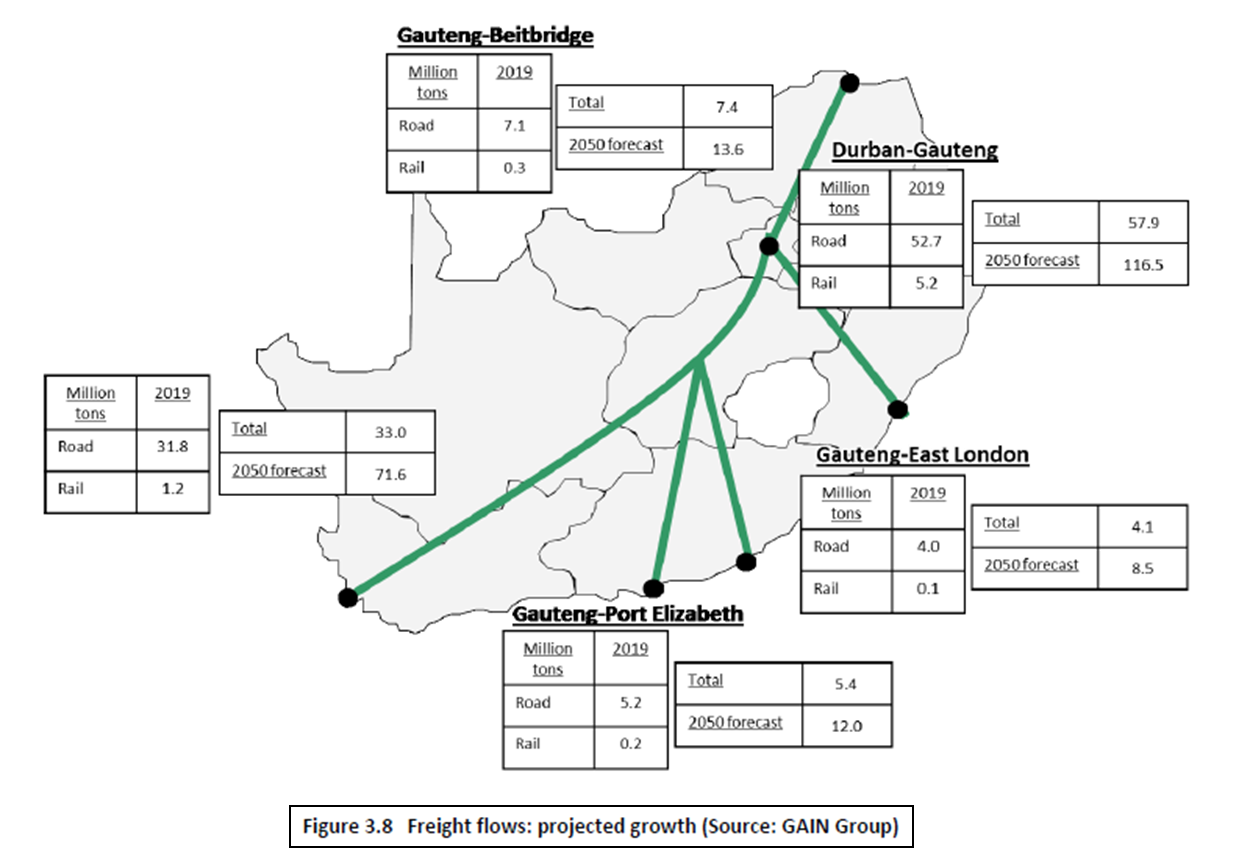 Gauteng-Beitbridge
Million tons 2019
Road 7.1
Rail 0.3
Total 7.4
2050 forecast 13.6
Durban-Gauteng
Million tons 2019
Road 52.7
Rail 5.2
Total 57.9
2050 forecast 116.5
Million tons 2019
Road 31.8
Rail 1.2
Total 33.0
2050 forecast 71.6
Gauteng-East London
Million tons 2019
Road 4.0
Rail 0.1
Total 4.1
2050 forecast 8.5
Gauteng-Port Elizabeth
Million tons 2019
Road 5.2
Rail 0.2
Total 5.4
2050 forecast 12.0
Figure 3.8 Freight flows: projected growth (Source: GAIN Group)